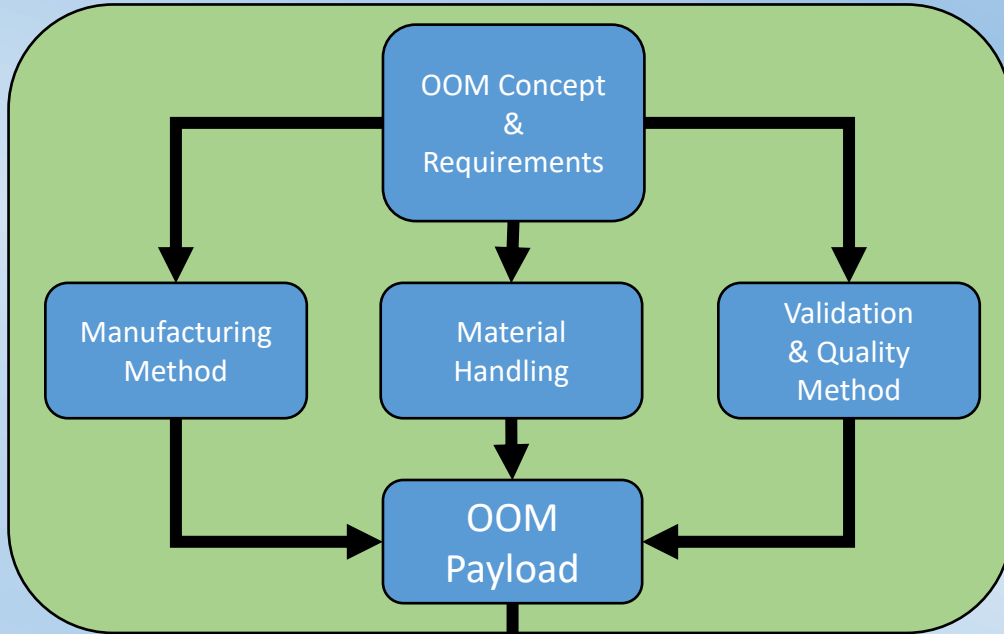 OOM Concept
&
Requirements
Manufacturing
Method
Material
Handling
Validation
& Quality
Method
OOM
Payload